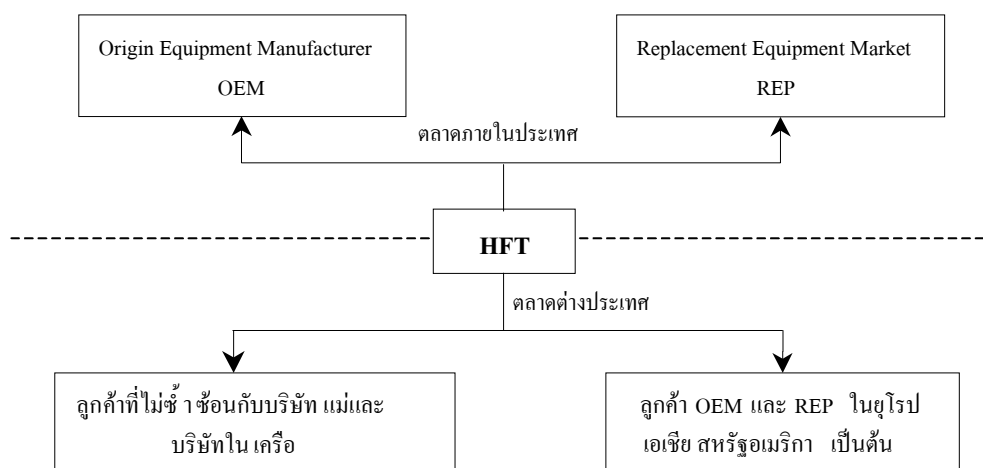 Origin Equipment Manufacturer
OEM
Replacement Equipment Market
REP
ตลาดภายในประเทศ
HFT
ตลาดต่างประเทศ
ลูกค้าที่ไม่ซ้ำซ้อนกับบริษัท แม่และ
บริษัทใน เครือ
ลูกค้า OEM และ REP ในยุโรป
เอเชีย สหรัฐอเมริกา เป็นต้น